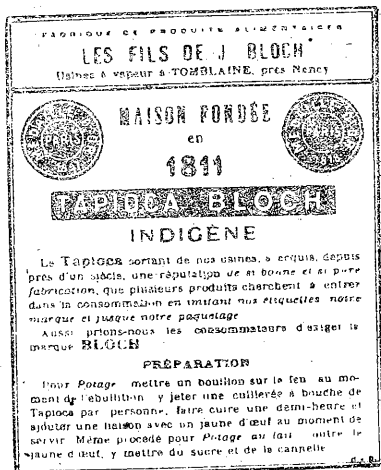 FABRIQUE DE PRODUITS ALIMENTAIRES
LES FILS DE J. BLOCH
Usines à vapeur à TOMBLAINE, près Nancy
MAISON FONDÉE
en
1811
PARIS
PARIS
TAPIOCA BLOCH
INDIGÈNE
Le Tapioca sortant de nos usines, a acquis, depuis
près d'un siècle, une réputation de si bonne et si pure
fabrication, que plusieurs produits cherchent à entrer
dans la consommation en imitant nos étiquettes notre
marque et jusque notre paquetage
Aussi prions-nous les consommateurs d'exiger la
marque BLOCH
PRÉPARATION
Pour Potage mettre un bouillon sur le feu au mo-
ment de l'ébullition y jeter une cuillerée à bouche de
Tapioca par personne, faire cuire une demi-heure et
ajouter une liaison avec un jaune d'œuf au moment de
servir Même procédé pour Potage au lait outre le
jaune d'œuf, y mettre du sucre et de la cannelle